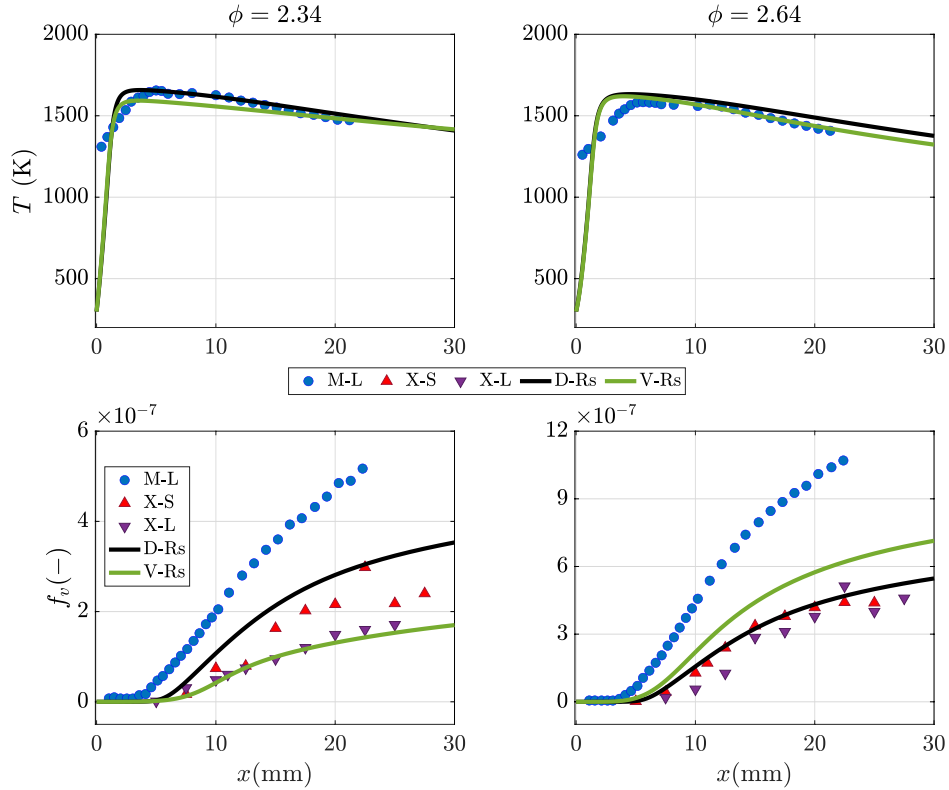 ϕ = 2.34
ϕ = 2.64
2000
1500
1000
500
T (K)
0 10 20 30
2000
1500
1000
500
0 10 20 30
M-L X-S X-L D-Rs V-Rs
×10⁻⁷
6
4
2
0
f_v(−)
M-L
X-S
X-L
D-Rs
V-Rs
0 10 20 30
x(mm)
×10⁻⁷
12
9
6
3
0
0 10 20 30
x(mm)